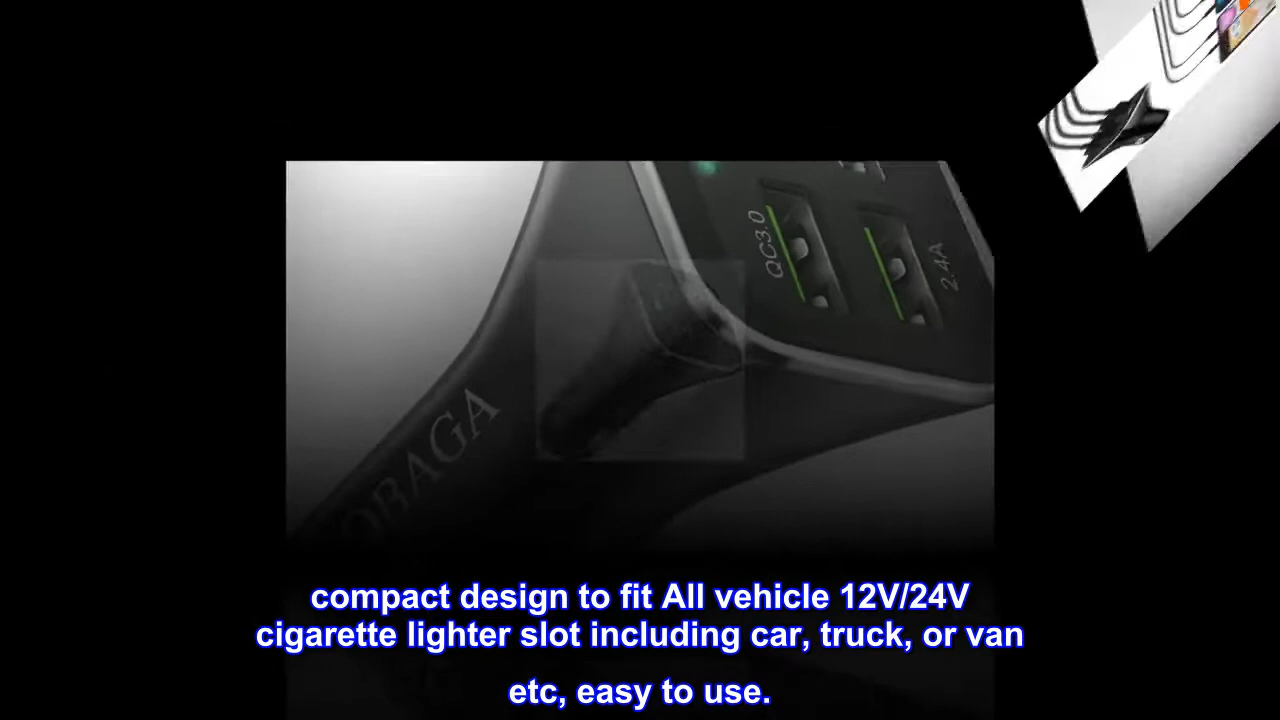 QC3.0
2.4A
OBAGA
compact design to fit All vehicle 12V/24V
cigarette lighter slot including car, truck, or van
etc, easy to use.